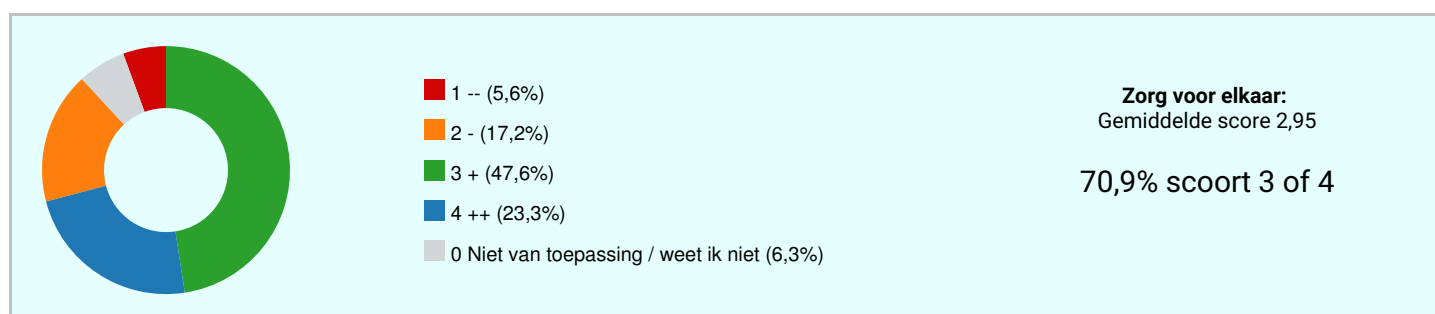 1 -- (5,6%)
2 - (17,2%)
3 + (47,6%)
4 ++ (23,3%)
0 Niet van toepassing / weet ik niet (6,3%)
Zorg voor elkaar:
Gemiddelde score 2,95
70,9% scoort 3 of 4